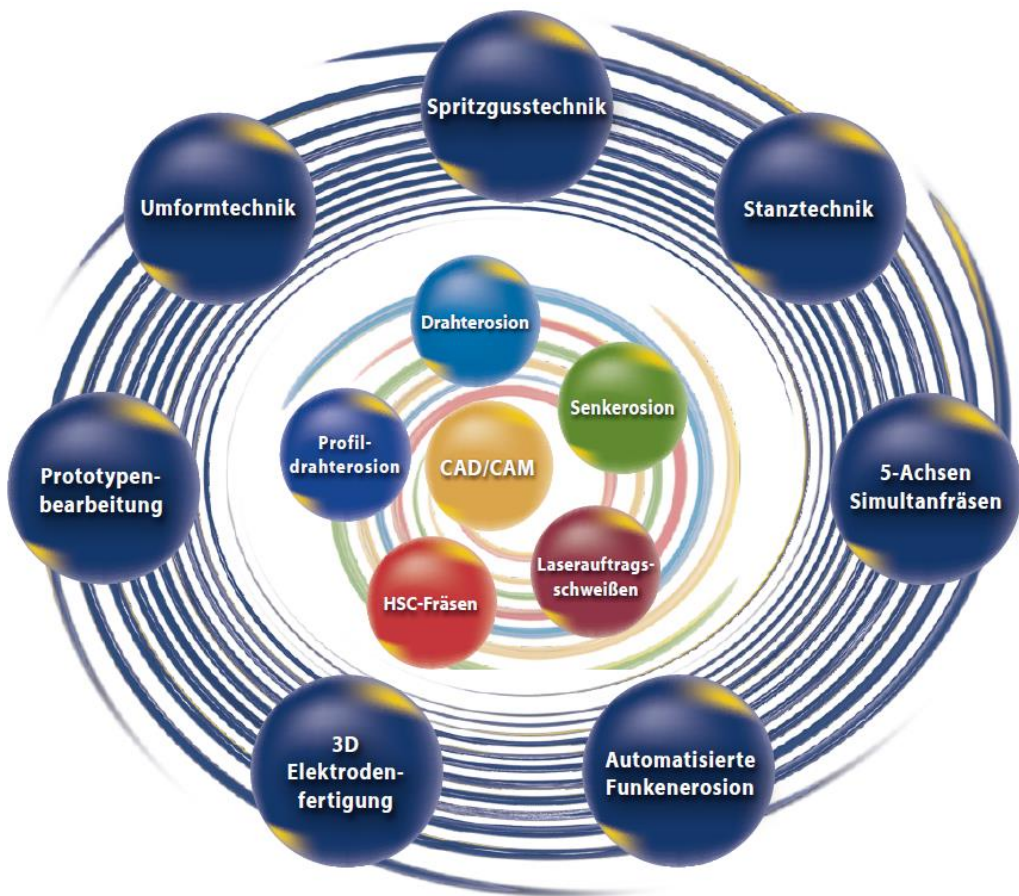 Spritzgusstechnik
Umformtechnik
Stanztechnik
Drahterosion
Senkerosion
Profil-
drahterosion
CAD/CAM
Prototypen-
bearbeitung
5-Achsen
Simultanfräsen
Laserauftrags-
schweißen
HSC-Fräsen
3D
Elektroden-
fertigung
Automatisierte
Funkenerosion